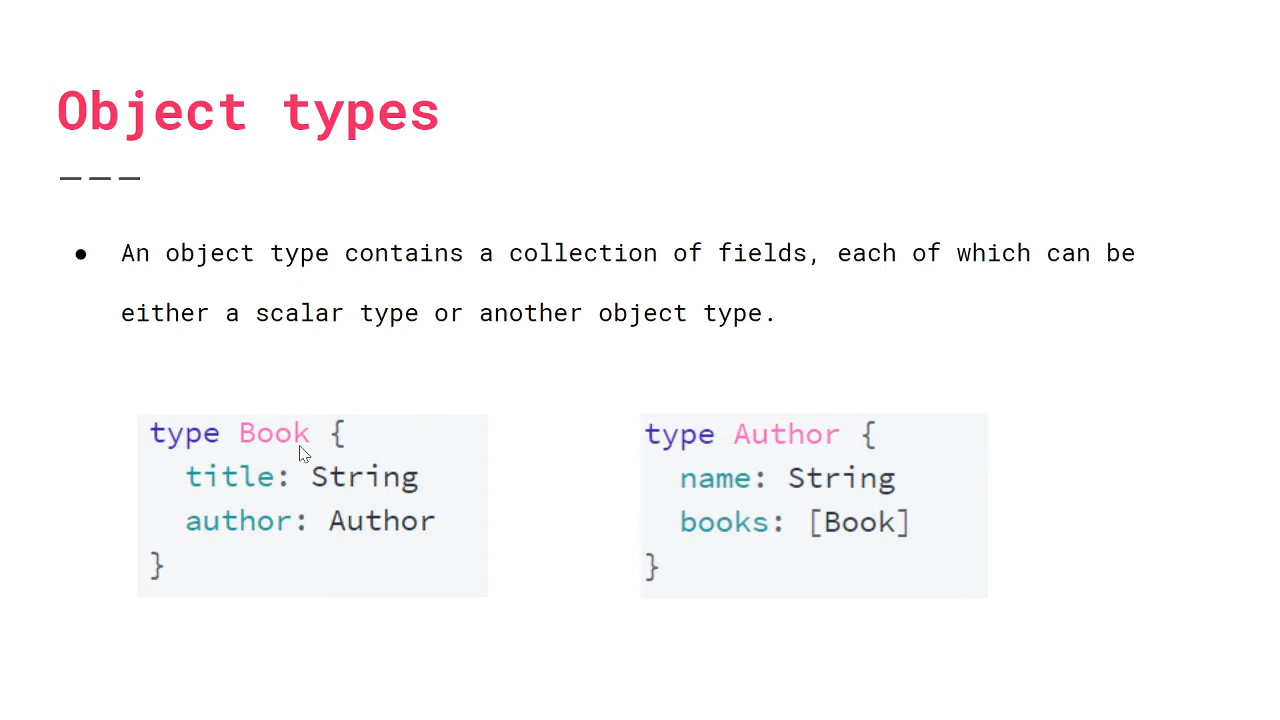 Object types
● An object type contains a collection of fields, each of which can be
either a scalar type or another object type.
type Book {
title: String
author: Author
}
type Author {
name: String
books: [Book]
}